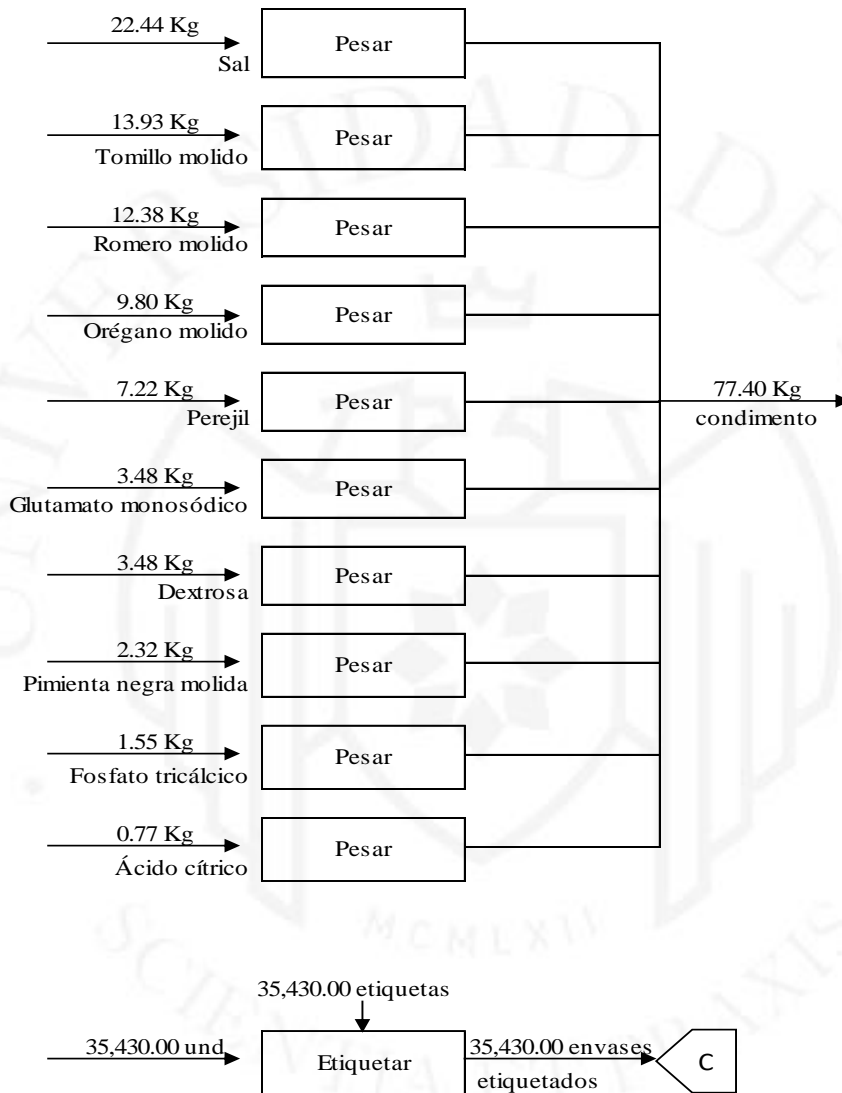 22.44 Kg
Sal
Pesar
13.93 Kg
Tomillo molido
Pesar
12.38 Kg
Romero molido
Pesar
9.80 Kg
Orégano molido
Pesar
7.22 Kg
Perejil
Pesar
77.40 Kg
condimento
3.48 Kg
Glutamato monosódico
Pesar
3.48 Kg
Dextrosa
Pesar
2.32 Kg
Pimienta negra molida
Pesar
1.55 Kg
Fosfato tricálcico
Pesar
0.77 Kg
Ácido cítrico
Pesar
MCMLXII
35,430.00 etiquetas
35,430.00 und
Etiquetar
35,430.00 envases
etiquetados
C